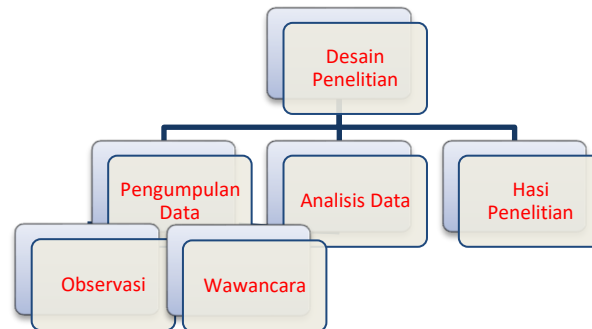 Desain
Penelitian
Pengumpulan
Data
Analisis Data
Hasi
Penelitian
Observasi
Wawancara